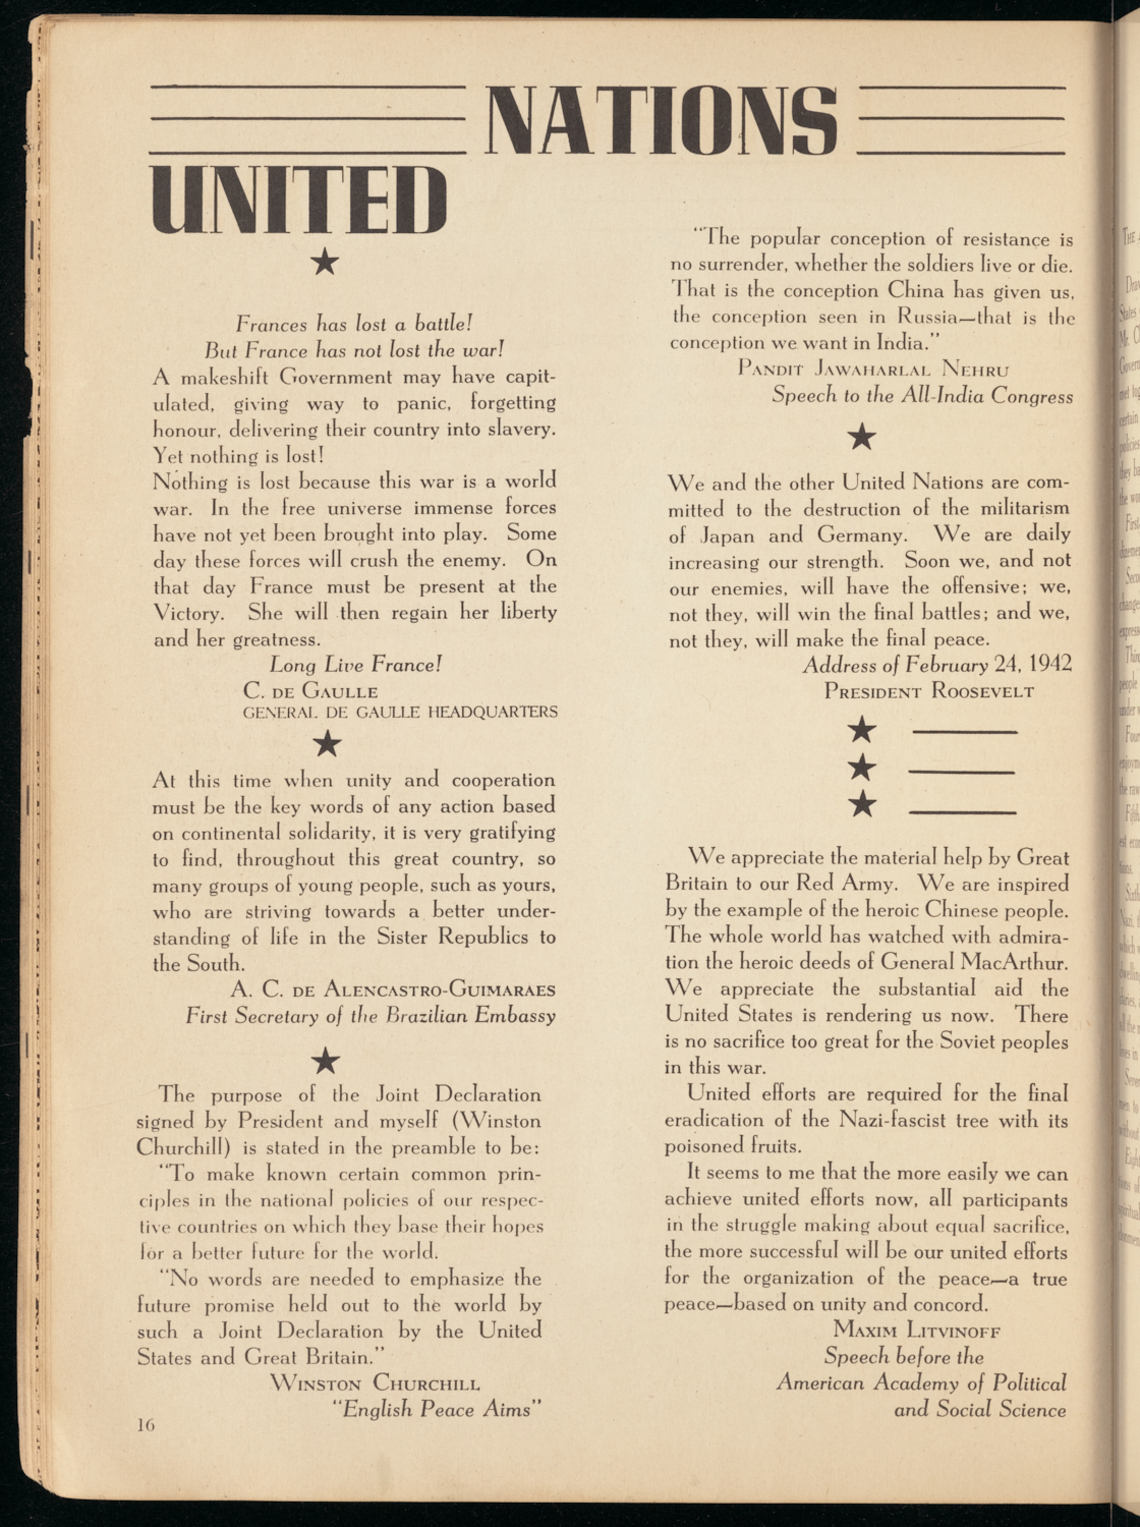 NATIONS
UNITED
Frances has lost a battle!
But France has not lost the war!
A makeshift Government may have capit-
ulated, giving way to panic, forgetting
honour, delivering their country into slavery.
Yet nothing is lost!
Nothing is lost because this war is a world
war. In the free universe immense forces
have not yet been brought into play. Some
day these forces will crush the enemy. On
that day France must be present at the
Victory. She will then regain her liberty
and her greatness.
Long Live France!
C. DE GAULLE
GENERAL DE GAULLE HEADQUARTERS
At this time when unity and cooperation
must be the key words of any action based
on continental solidarity, it is very gratifying
to find, throughout this great country, so
many groups of young people, such as yours,
who are striving towards a better under-
standing of life in the Sister Republics to
the South.
A. C. DE ALENCASTRO-GUIMARAES
First Secretary of the Brazilian Embassy
The purpose of the Joint Declaration
signed by President and myself (Winston
Churchill) is stated in the preamble to be:
"To make known certain common prin-
ciples in the national policies of our respec-
tive countries on which they base their hopes
for a better future for the world.
"No words are needed to emphasize the
future promise held out to the world by
such a Joint Declaration by the United
States and Great Britain."
WINSTON CHURCHILL
"English Peace Aims"
16
"The popular conception of resistance is
no surrender, whether the soldiers live or die.
That is the conception China has given us,
the conception seen in Russia—that is the
conception we want in India."
PANDIT JAWAHARLAL NEHRU
Speech to the All-India Congress
We and the other United Nations are com-
mitted to the destruction of the militarism
of Japan and Germany. We are daily
increasing our strength. Soon we, and not
our enemies, will have the offensive; we,
not they, will win the final battles; and we,
not they, will make the final peace.
Address of February 24, 1942
PRESIDENT ROOSEVELT
We appreciate the material help by Great
Britain to our Red Army. We are inspired
by the example of the heroic Chinese people.
The whole world has watched with admira-
tion the heroic deeds of General MacArthur.
We appreciate the substantial aid the
United States is rendering us now. There
is no sacrifice too great for the Soviet peoples
in this war.
United efforts are required for the final
eradication of the Nazi-fascist tree with its
poisoned fruits.
It seems to me that the more easily we can
achieve united efforts now, all participants
in the struggle making about equal sacrifice,
the more successful will be our united efforts
for the organization of the peace—a true
peace—based on unity and concord.
MAXIM LITVINOFF
Speech before the
American Academy of Political
and Social Science